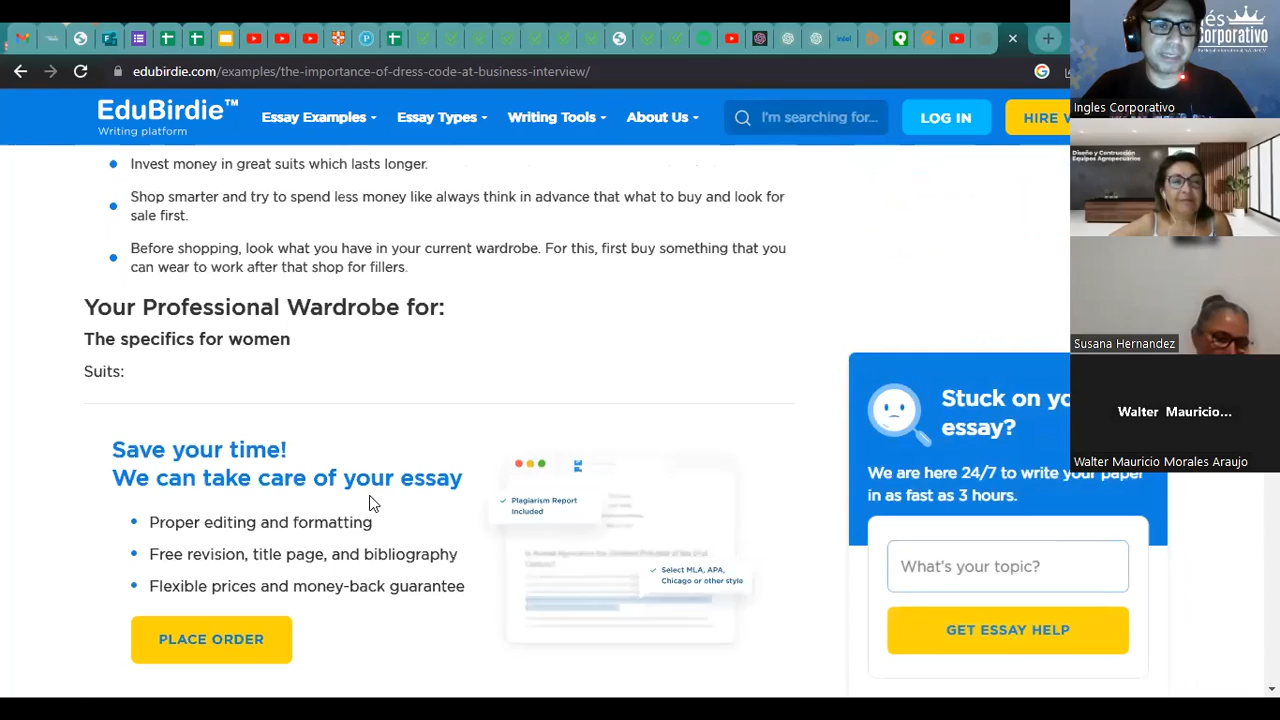 edubirdie.com/examples/the-importance-of-dress-code-at-business-interview/
EduBirdie™
Writing platform
Essay Examples
Essay Types
Writing Tools
About Us
I'm searching for...
LOG IN
HIRE W
Invest money in great suits which lasts longer.
Shop smarter and try to spend less money like always think in advance that what to buy and look for
sale first.
Before shopping, look what you have in your current wardrobe. For this, first buy something that you
can wear to work after that shop for fillers.
Your Professional Wardrobe for:
The specifics for women
Suits:
Save your time!
We can take care of your essay
Proper editing and formatting
Free revision, title page, and bibliography
Flexible prices and money-back guarantee
PLACE ORDER
Plagiarism Report
Included
Select MLA, APA,
Chicago or other style
Stuck on yo
essay?
We are here 24/7 to write your paper
in as fast as 3 hours.
What's your topic?
GET ESSAY HELP
és
Corporativo
Ingles Corporativo
Diseño y Contrucción
Equipos Agropecuarios
Susana Hernandez
Walter Mauricio...
Walter Mauricio Morales Araujo